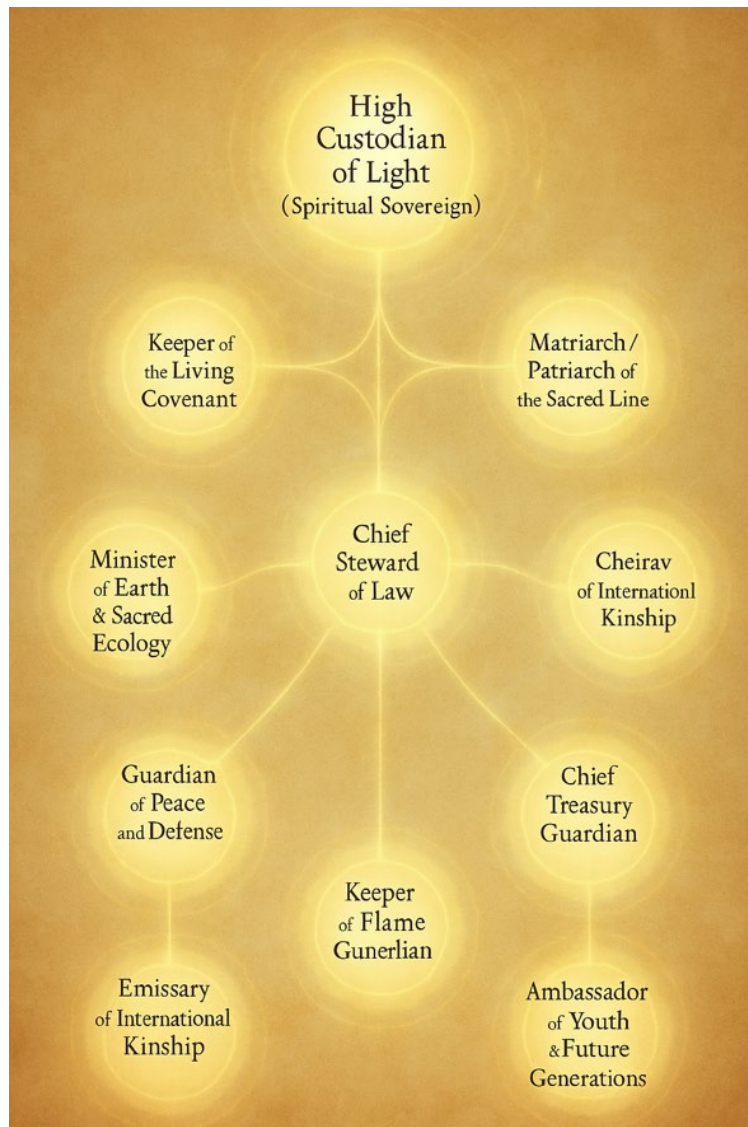 High
Custodian
of Light
(Spiritual Sovereign)
Keeper of
the Living
Covenant
Matriarch/
Patriarch of
the Sacred Line
Chief
Steward
of Law
Minister
of Earth
& Sacred
Ecology
Cheirav
of Internationl
Kinship
Guardian
of Peace
and Defense
Chief
Treasury
Guardian
Keeper
of Flame
Gunerlian
Emissary
of International
Kinship
Ambassador
of Youth
&Future
Generations